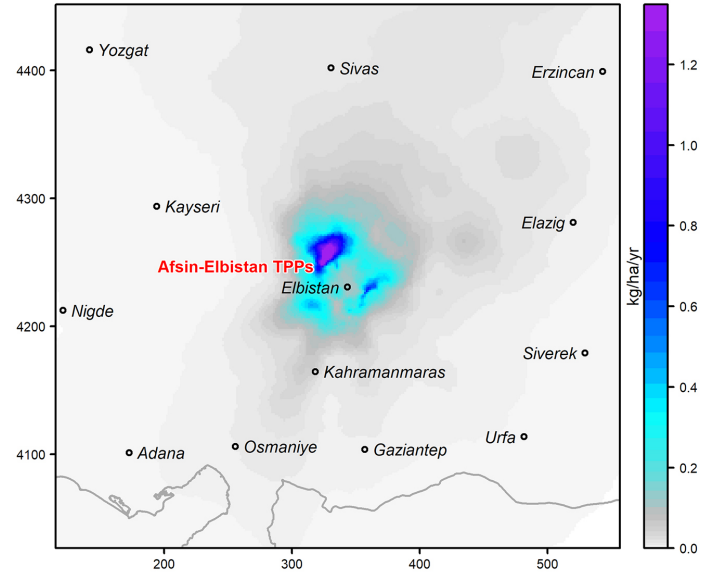 Yozgat
Sivas
Erzincan
Kayseri
Elazig
Afsin-Elbistan TPPs
Elbistan
Nigde
Siverek
Kahramanmaras
Urfa
Adana
Osmaniye
Gaziantep
4400
4300
4200
4100
200
300
400
500
1.2
1.0
0.8
0.6
0.4
0.2
0.0
kg/ha/yr